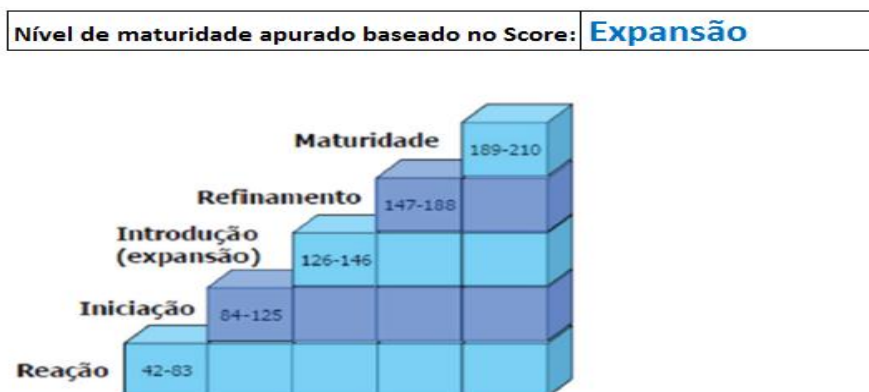 Nível de maturidade apurado baseado no Score: Expansão
Maturidade 189-210
Refinamento 147-188
Introdução
(expansão) 126-146
Iniciação 84-125
Reação 42-83